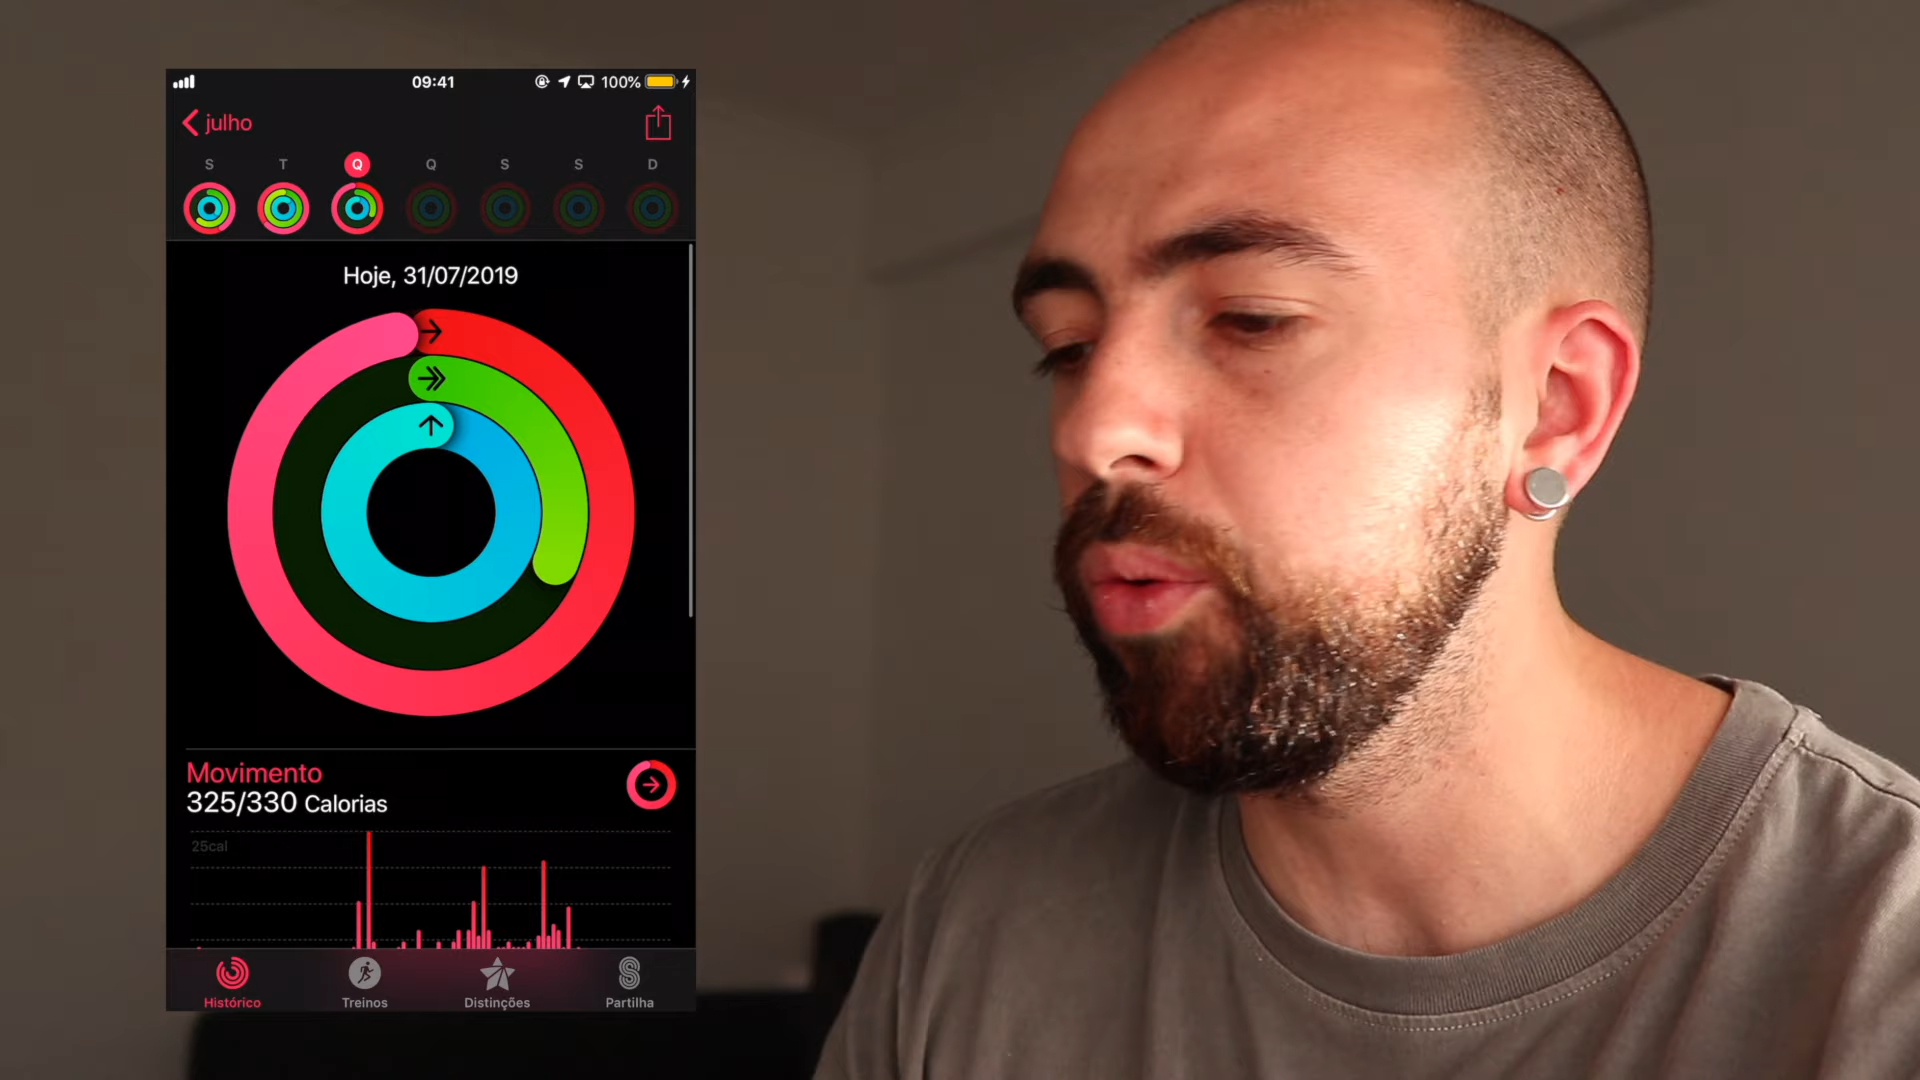 09:41 100%
julho
S T Q Q S S D
Hoje, 31/07/2019
Movimento
325/330 Calorias
25cal
Histórico Treinos Distinções Partilha